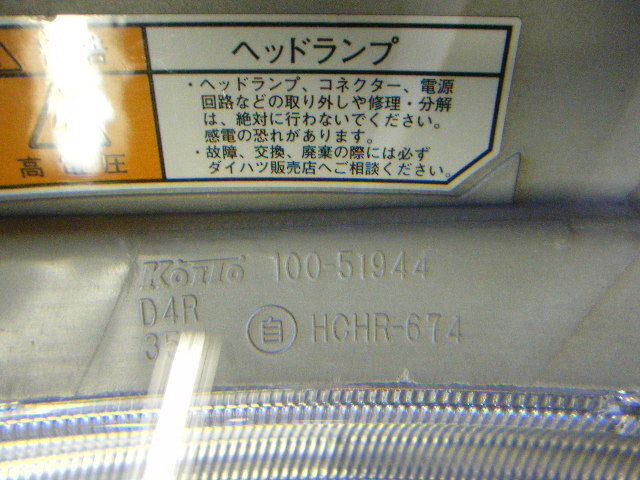 ヘッドランプ
・ヘッドランプ、コネクター、電源
回路などの取り外しや修理・分解
は、絶対に行わないでください。
感電の恐れがあります。
・故障、交換、廃棄の際には必ず
ダイハツ販売店へご相談ください。
高 圧
KOITO 100-51944
D4R
35
自 HCHR-674